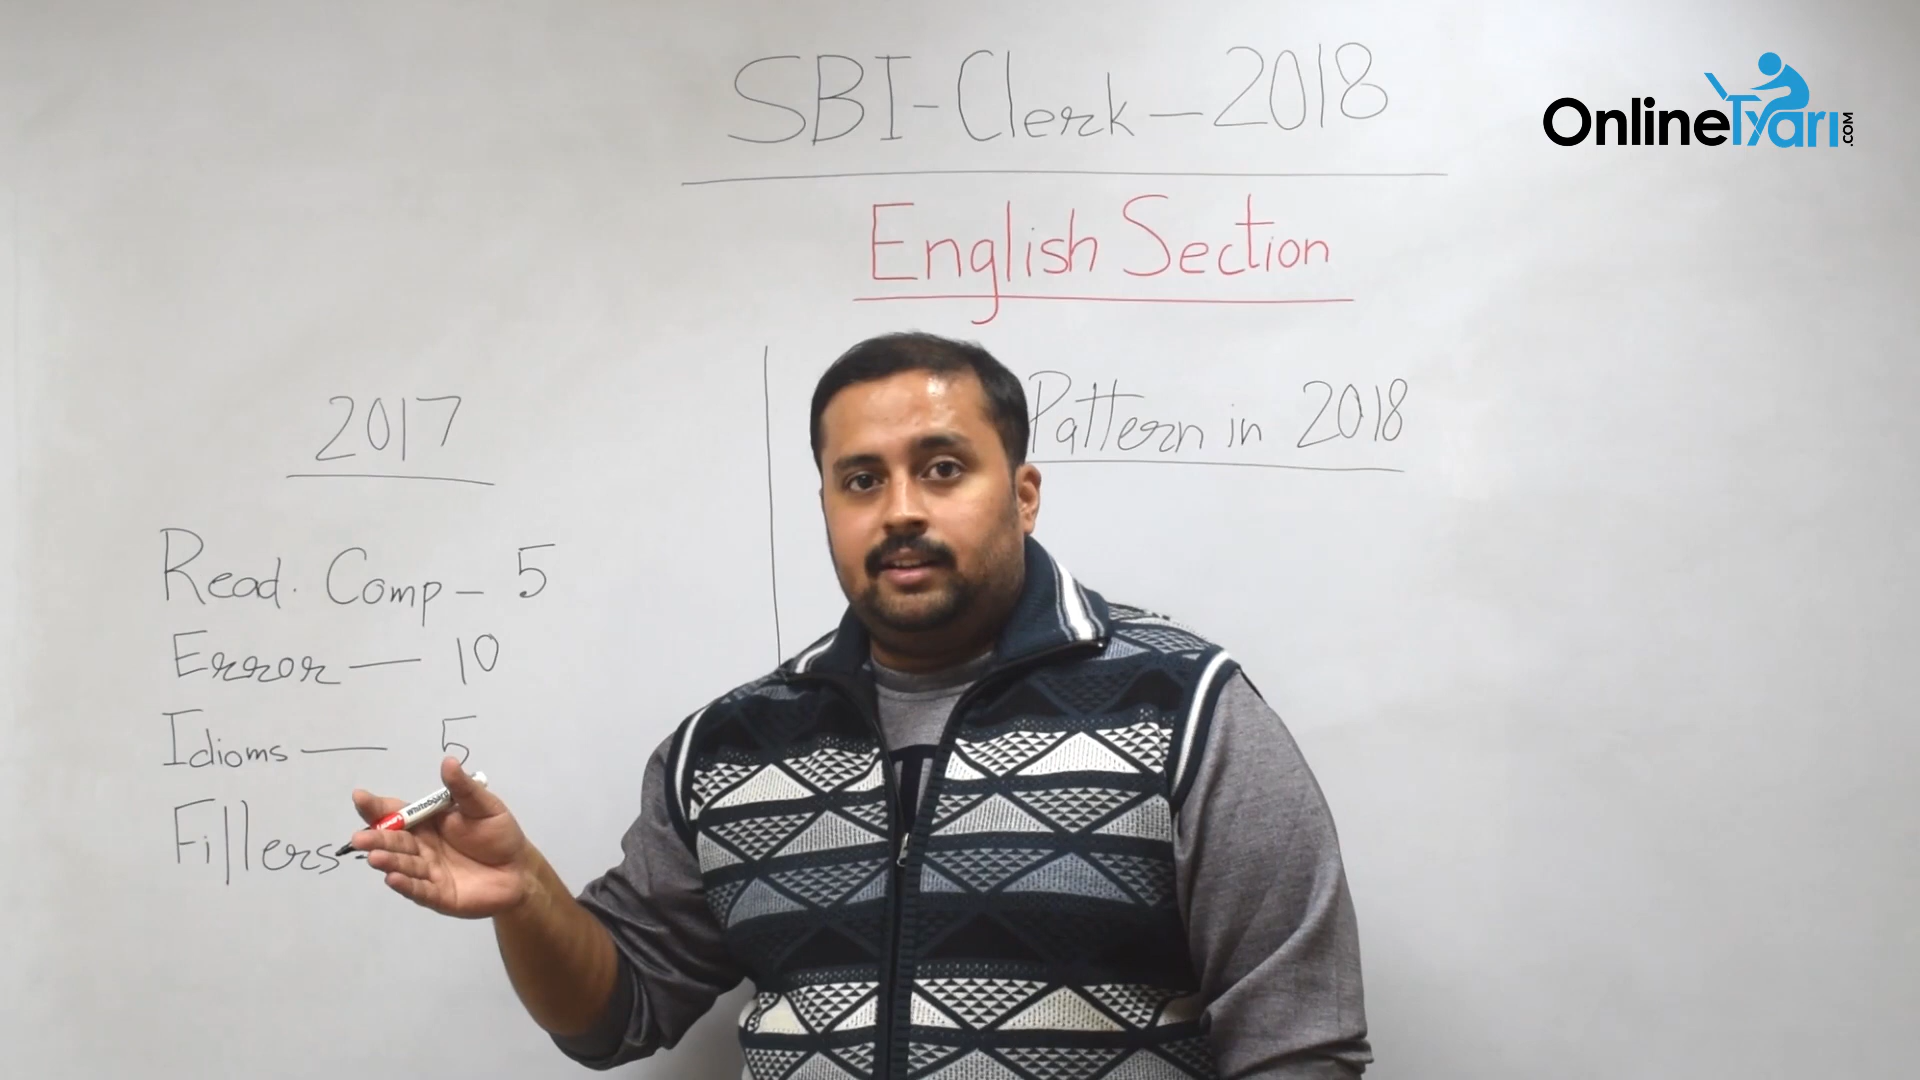 SBI-Clerk-2018
OnlineTyari.COM
English Section
2017
Pattern in 2018
Read. Comp - 5
Error - 10
Idioms - 5
Fillers -
Whiteboard